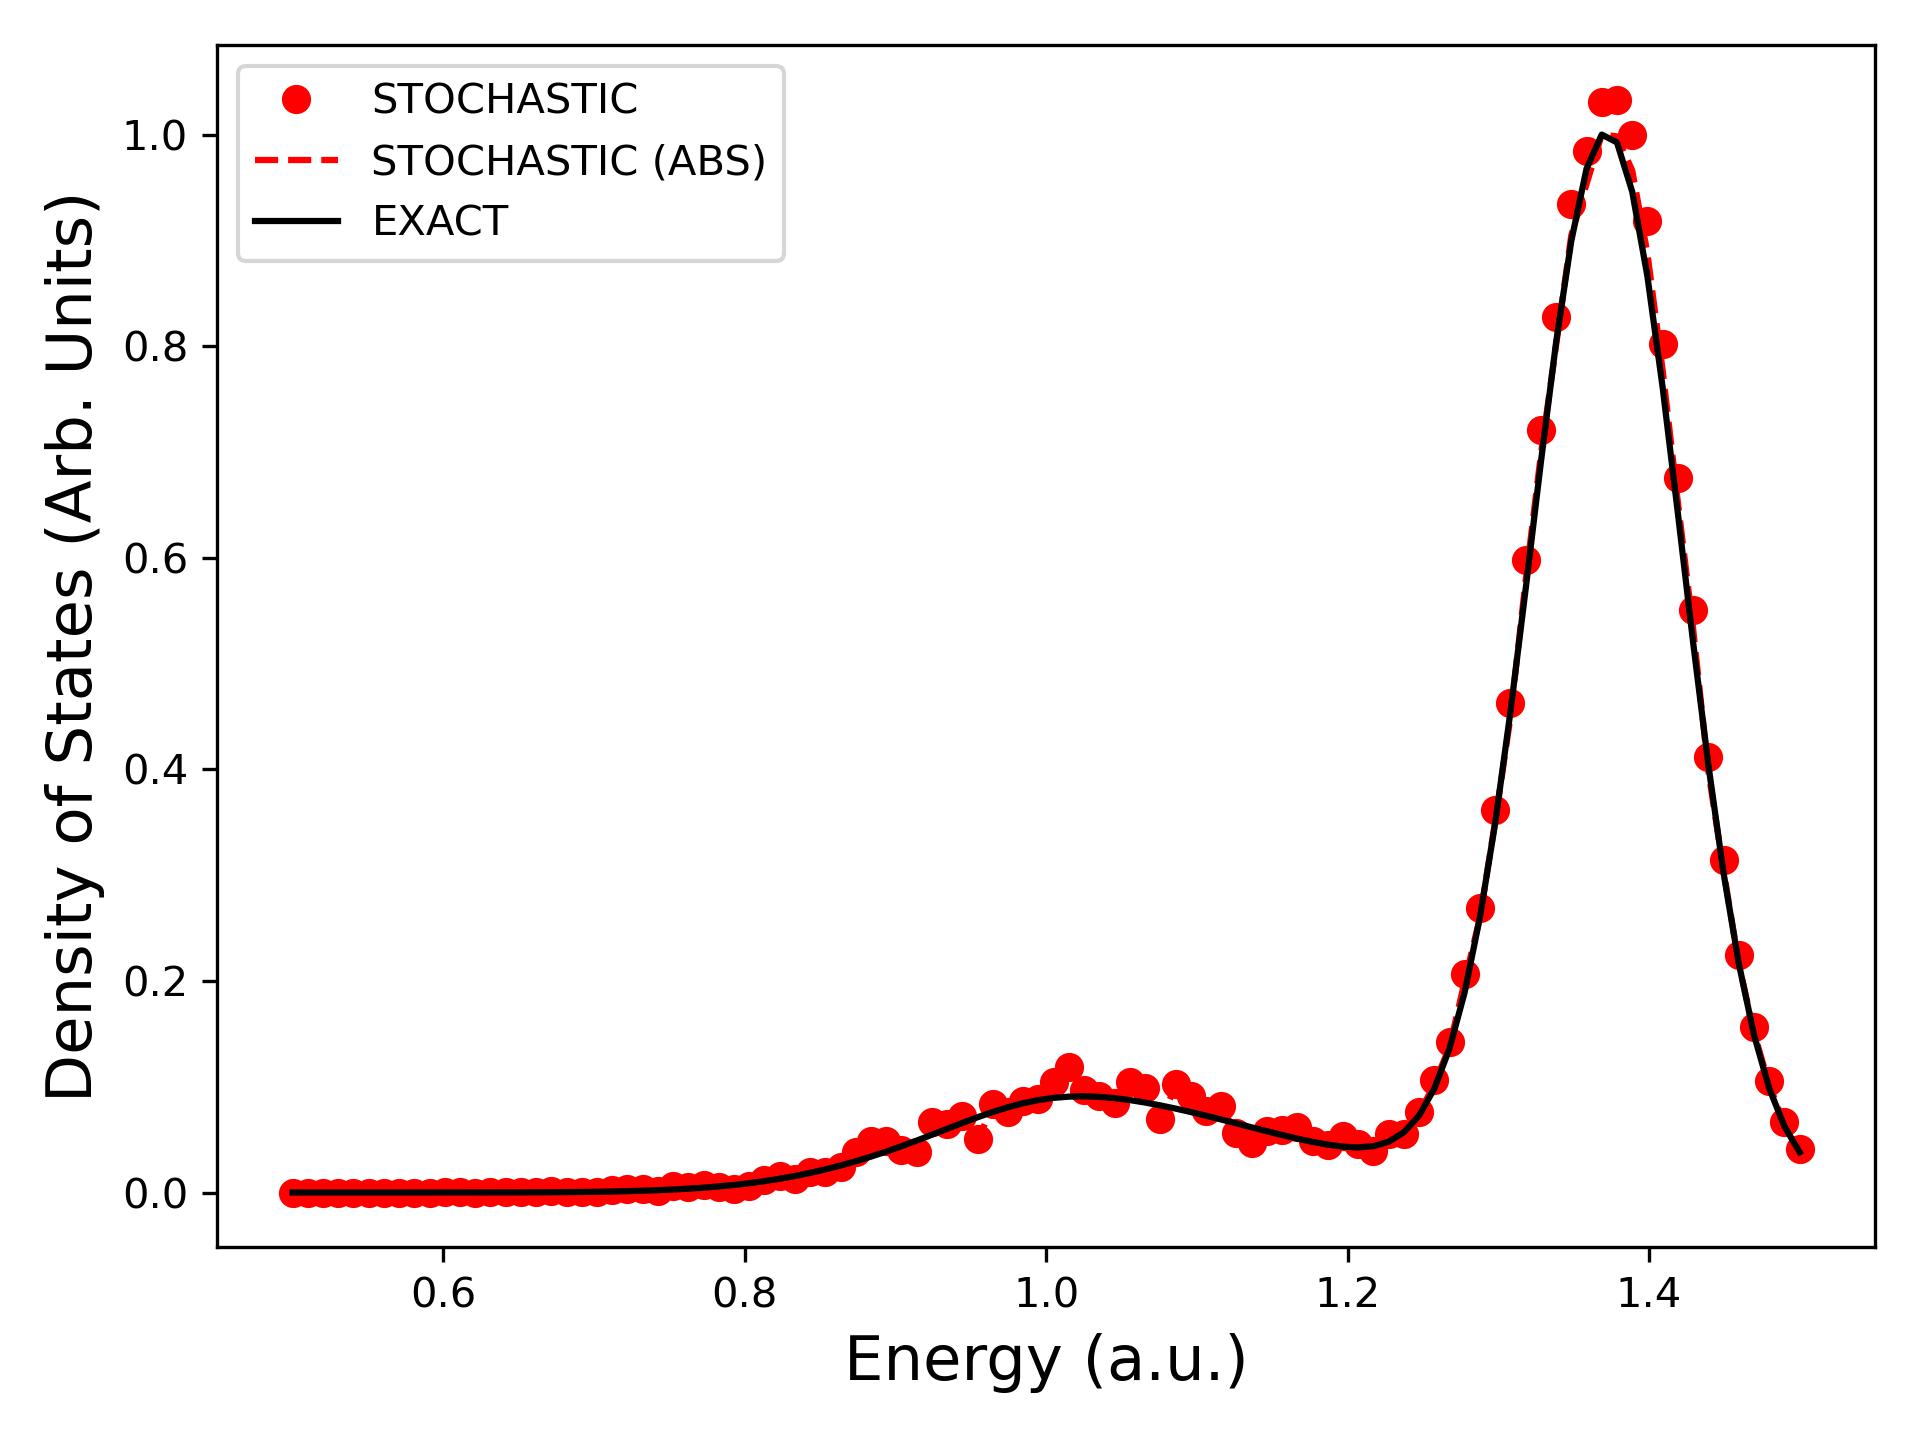 STOCHASTIC
STOCHASTIC (ABS)
EXACT
Density of States (Arb. Units)
1.0
0.8
0.6
0.4
0.2
0.0
0.6 0.8 1.0 1.2 1.4
Energy (a.u.)